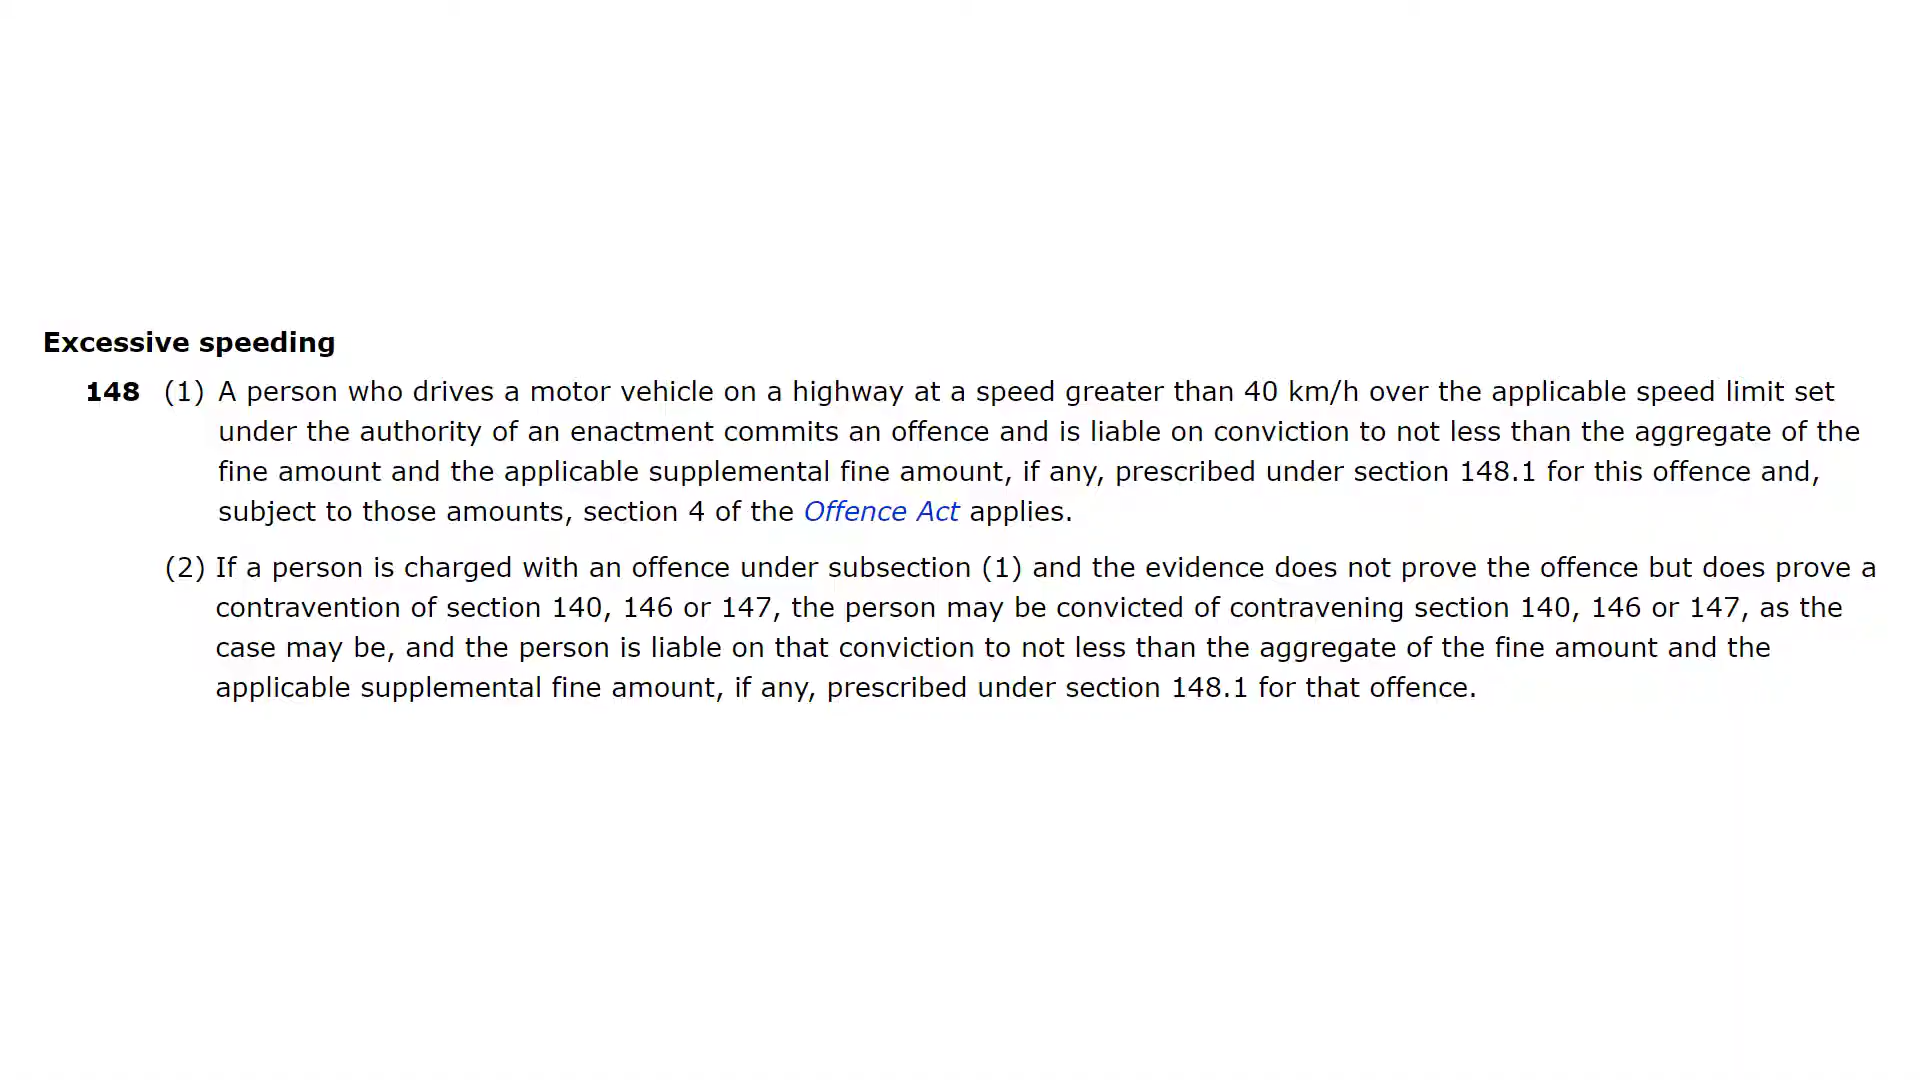 Excessive speeding
148 (1) A person who drives a motor vehicle on a highway at a speed greater than 40 km/h over the applicable speed limit set
under the authority of an enactment commits an offence and is liable on conviction to not less than the aggregate of the
fine amount and the applicable supplemental fine amount, if any, prescribed under section 148.1 for this offence and,
subject to those amounts, section 4 of the Offence Act applies.
(2) If a person is charged with an offence under subsection (1) and the evidence does not prove the offence but does prove a
contravention of section 140, 146 or 147, the person may be convicted of contravening section 140, 146 or 147, as the
case may be, and the person is liable on that conviction to not less than the aggregate of the fine amount and the
applicable supplemental fine amount, if any, prescribed under section 148.1 for that offence.